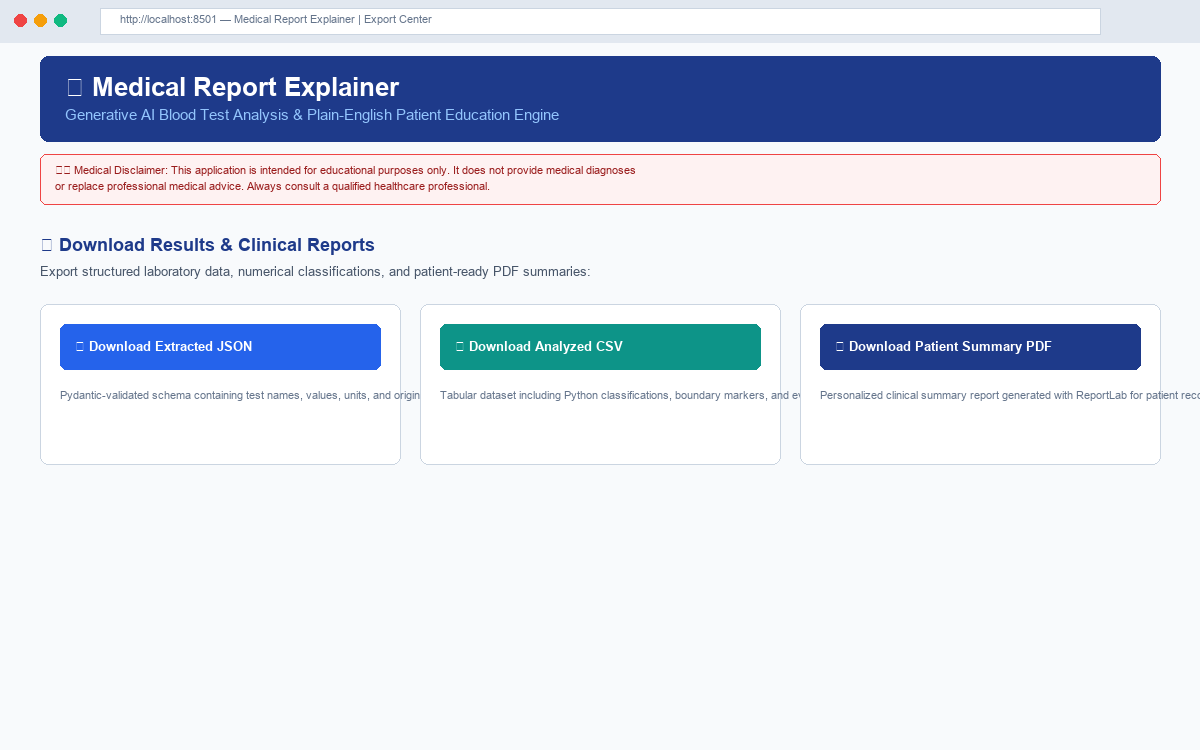 http://localhost:8501 — Medical Report Explainer | Export Center
Medical Report Explainer
Generative AI Blood Test Analysis & Plain-English Patient Education Engine
Medical Disclaimer: This application is intended for educational purposes only. It does not provide medical diagnoses
or replace professional medical advice. Always consult a qualified healthcare professional.
Download Results & Clinical Reports
Export structured laboratory data, numerical classifications, and patient-ready PDF summaries:
Download Extracted JSON
Pydantic-validated schema containing test names, values, units, and origin
Download Analyzed CSV
Tabular dataset including Python classifications, boundary markers, and ev
Download Patient Summary PDF
Personalized clinical summary report generated with ReportLab for patient reco